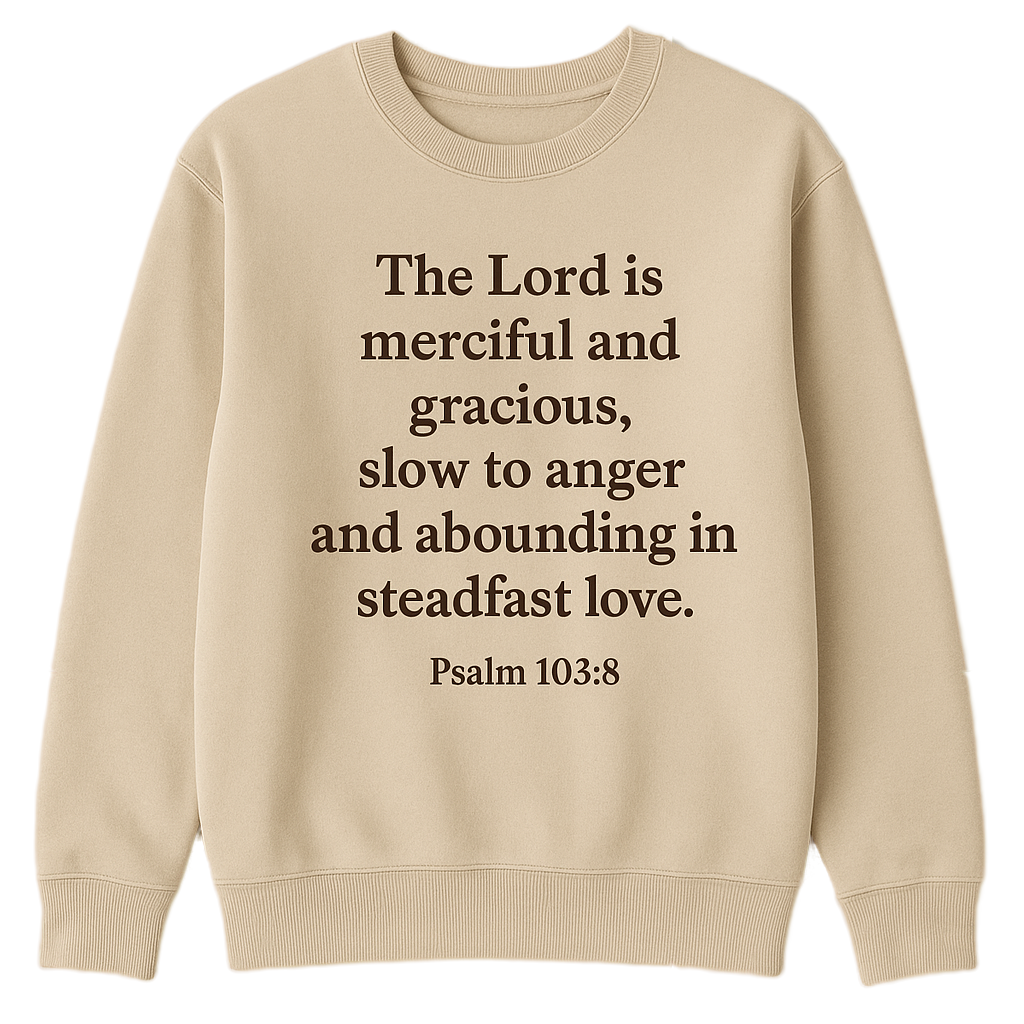 The Lord is
merciful and
gracious,
slow to anger
and abounding in
steadfast love.
Psalm 103:8